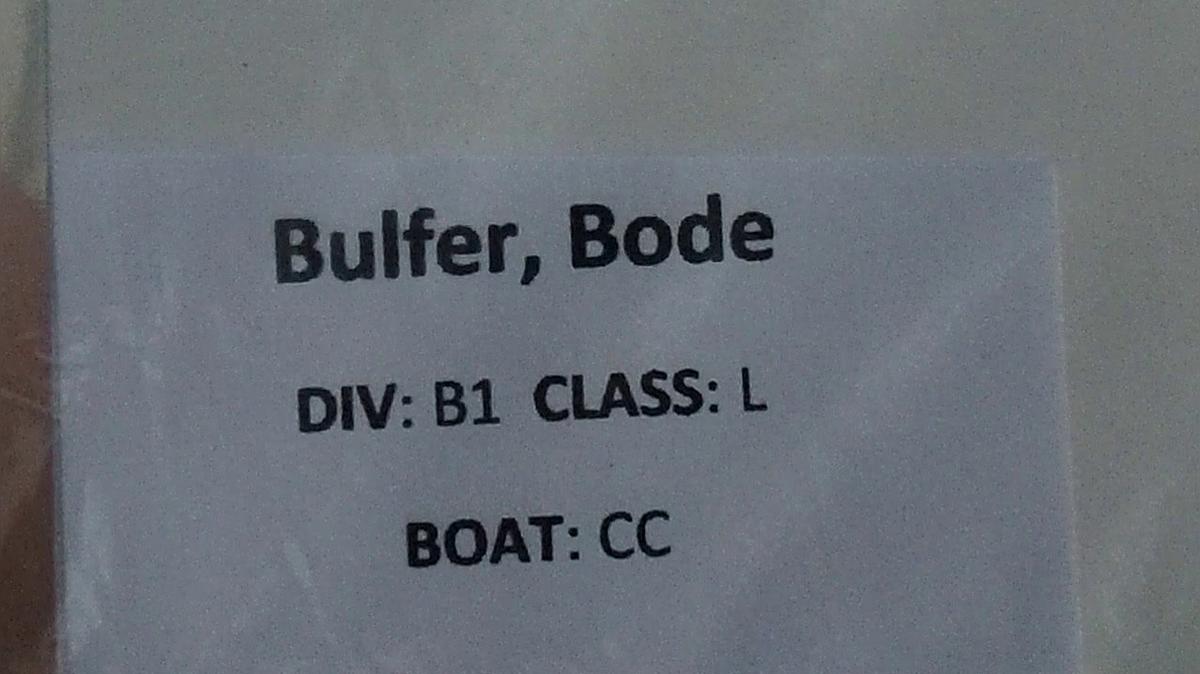 Bulfer, Bode
DIV: B1 CLASS: L
BOAT: CC